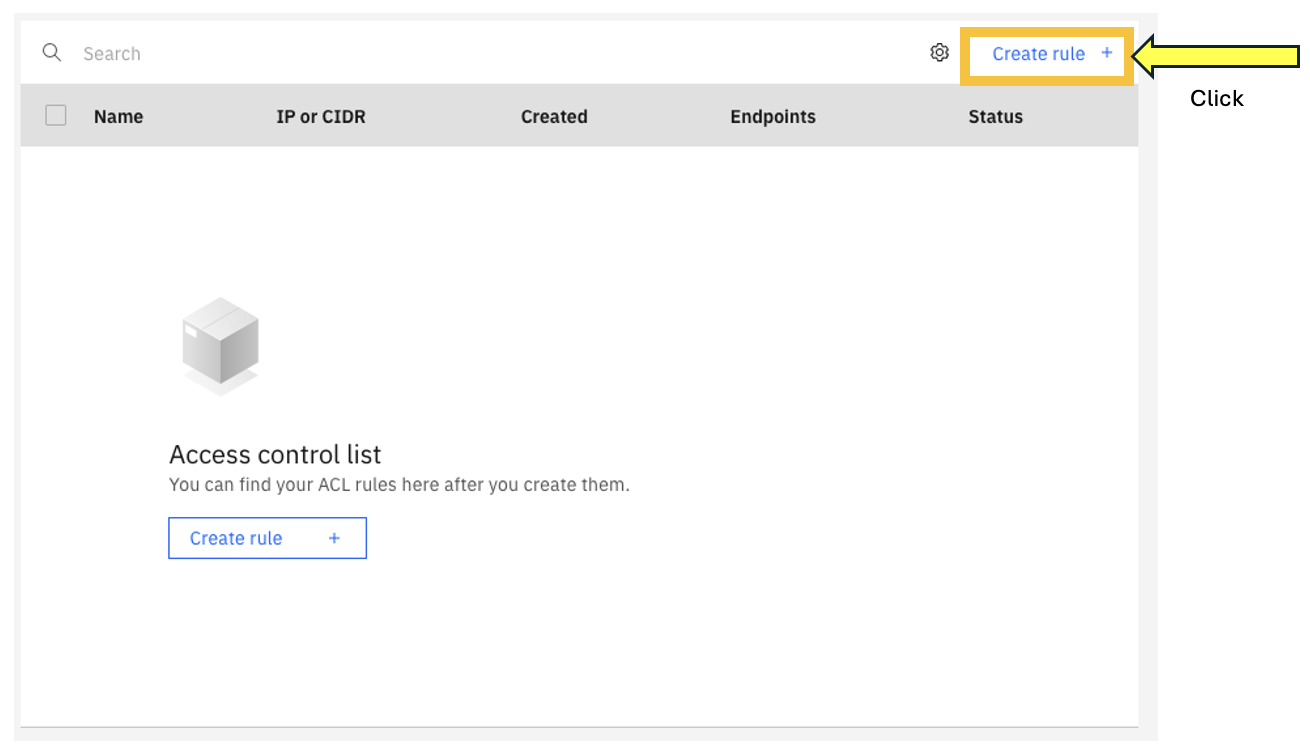 Search
Create rule +
Click
Name IP or CIDR Created Endpoints Status
Access control list
You can find your ACL rules here after you create them.
Create rule +